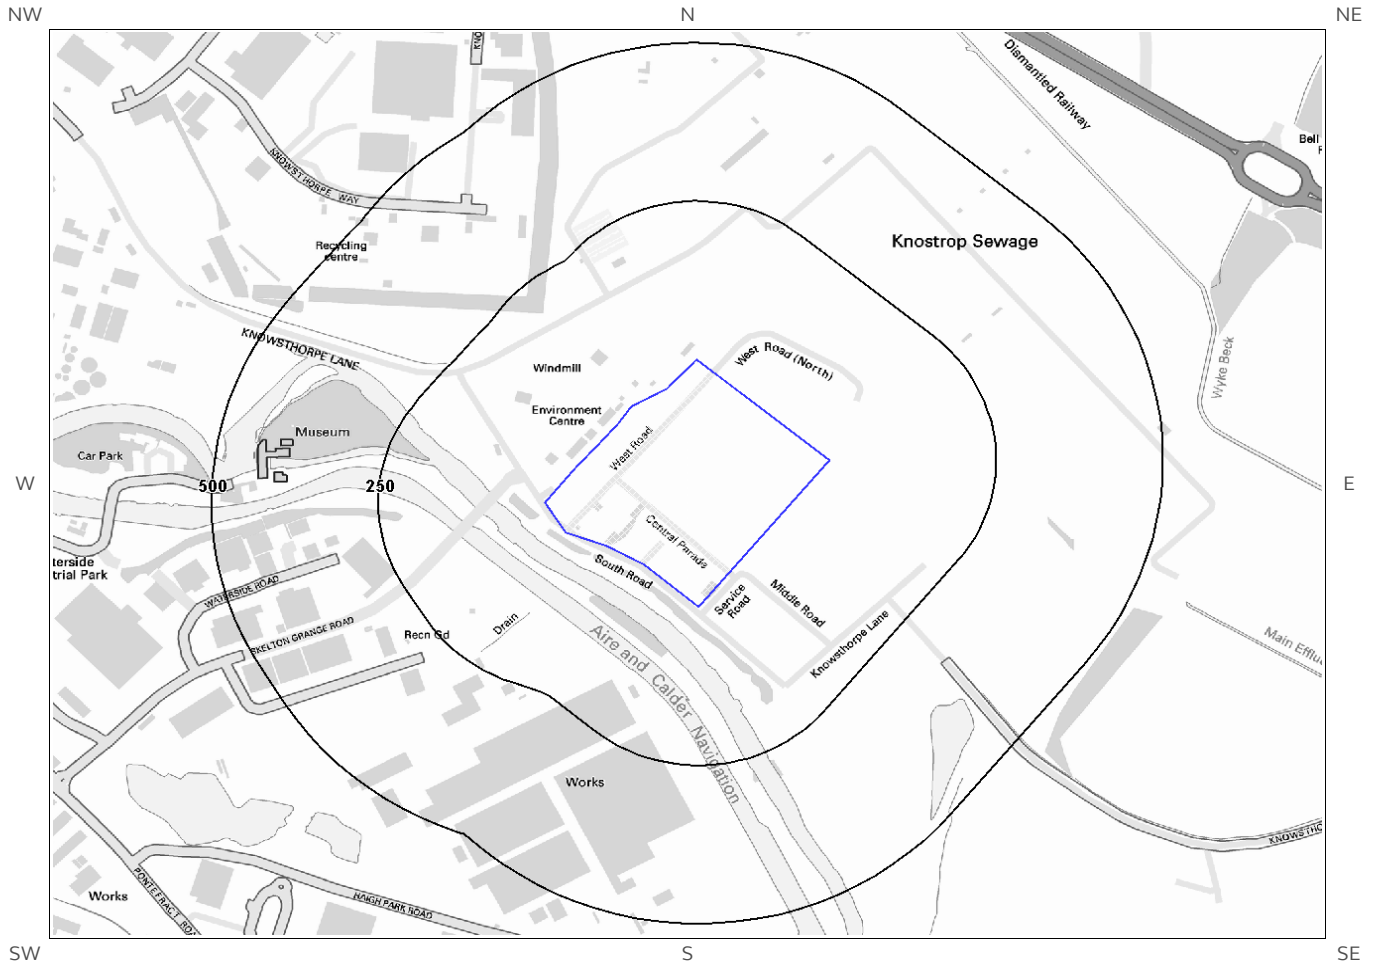 NW
N
NE
KNO
Dismantled Railway
Bell
KNOWSTHORPE WAY
Recycling
centre
Knostrop Sewage
KNOWSTHORPE LANE
West Road (North)
Windmill
Wyke Beck
Environment
Centre
Museum
West Road
Car Park
W
500
250
E
Central Parade
terside
trial Park
South Road
WATERSIDE ROAD
Service
Road
Middle Road
SKELTON GRANGE ROAD
Recn Gd
Drain
Knowsthorpe Lane
Aire and Calder Navigation
Main Efflu
Works
KNOWSTHO
Works
PONTEFRACT ROA
HAIGH PARK ROAD
SW
S
SE